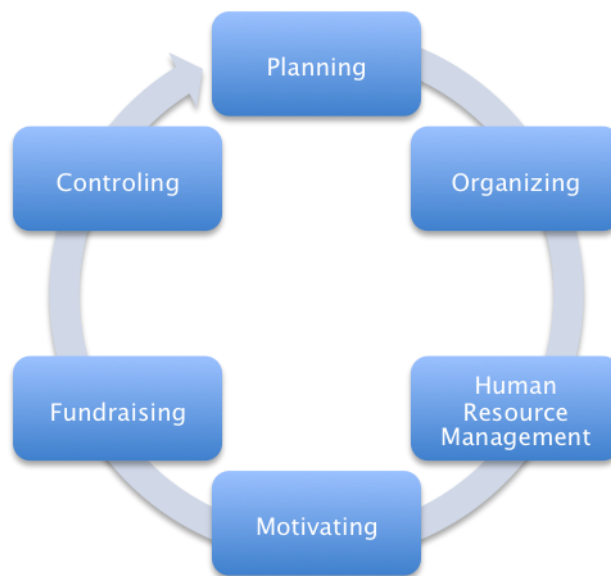 Planning
Organizing
Human
Resource
Management
Motivating
Fundraising
Controling